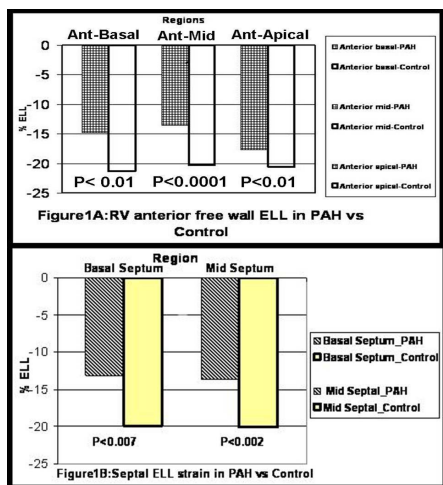 Regions
Ant-Basal Ant-Mid Ant-Apical
0
-5
-10
-15
-20
-25
% ELL
P< 0.01 P<0.0001 P<0.01
Anterior basal-PAH
Anterior basal-Control
Anterior mid-PAH
Anterior mid-Control
Anterior apical-PAH
Anterior apical-Control
Figure1A:RV anterior free wall ELL in PAH vs
Control
Region
Basal Septum Mid Septum
0
-5
-10
-15
-20
-25
% ELL
P<0.007 P<0.002
Basal Septum_PAH
Basal Septum_Control
Mid Septal_PAH
Mid Septal_Control
Figure1B:Septal ELL strain in PAH vs Control